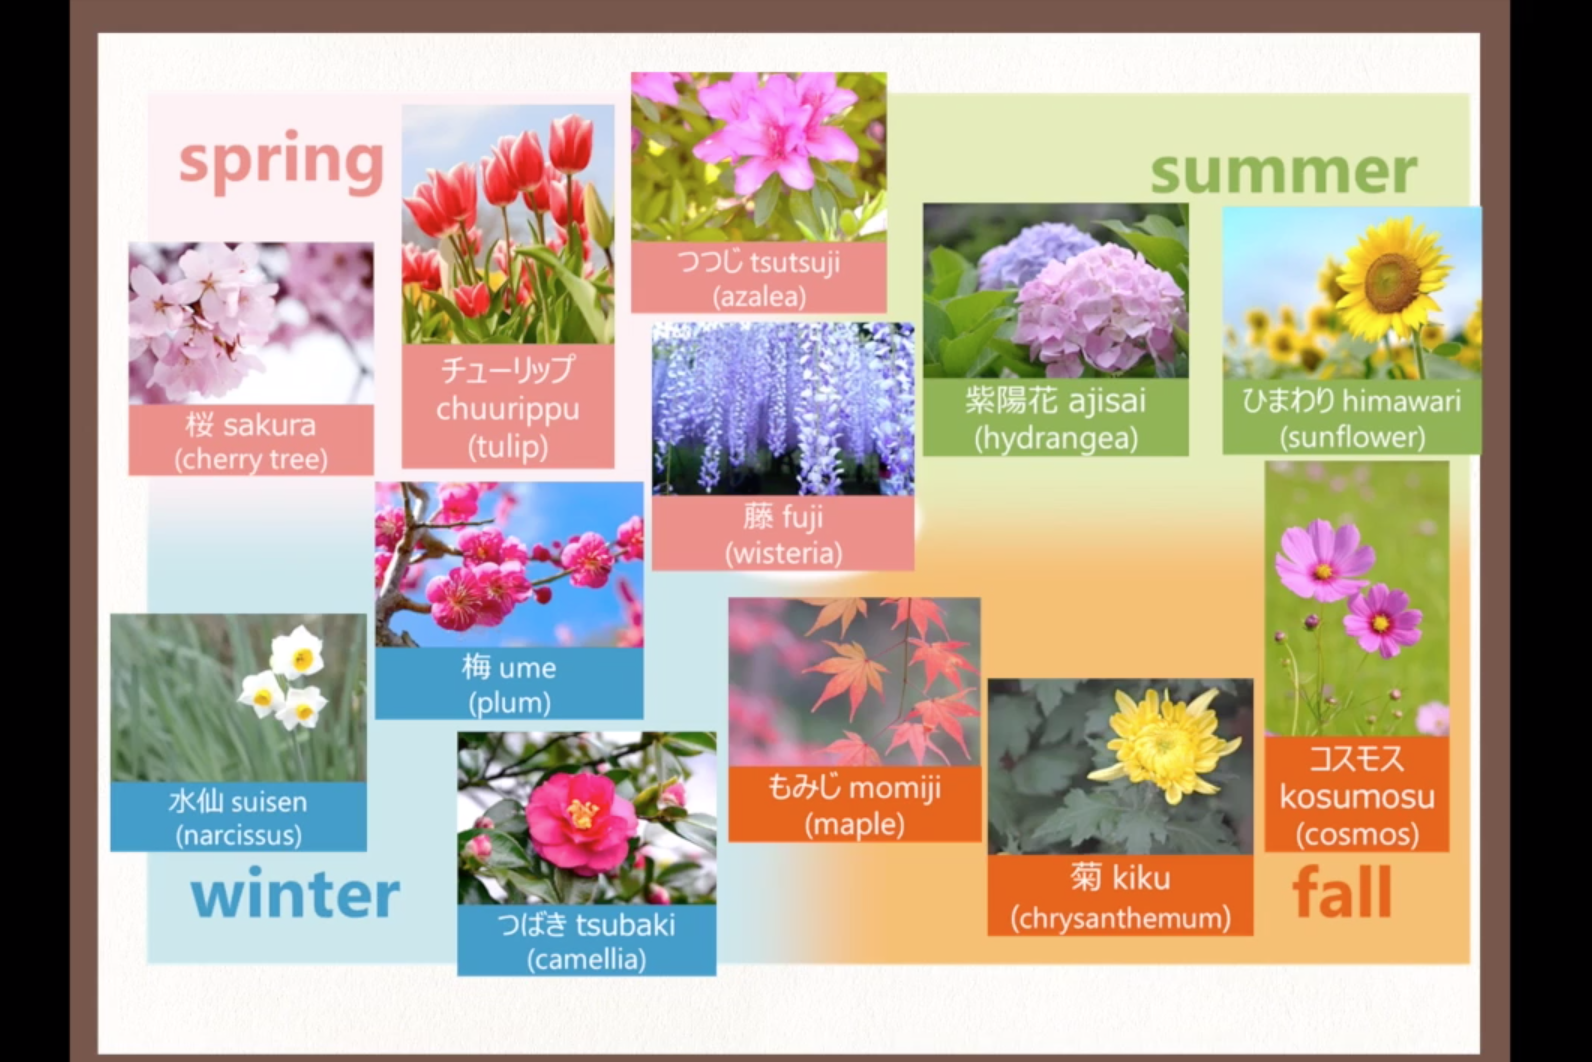 spring
桜 sakura
(cherry tree)
チューリップ
chuurippu
(tulip)
つつじ tsutsuji
(azalea)
藤 fuji
(wisteria)
summer
紫陽花 ajisai
(hydrangea)
ひまわり himawari
(sunflower)
水仙 suisen
(narcissus)
梅 ume
(plum)
つばき tsubaki
(camellia)
winter
もみじ momiji
(maple)
菊 kiku
(chrysanthemum)
コスモス
kosumosu
(cosmos)
fall